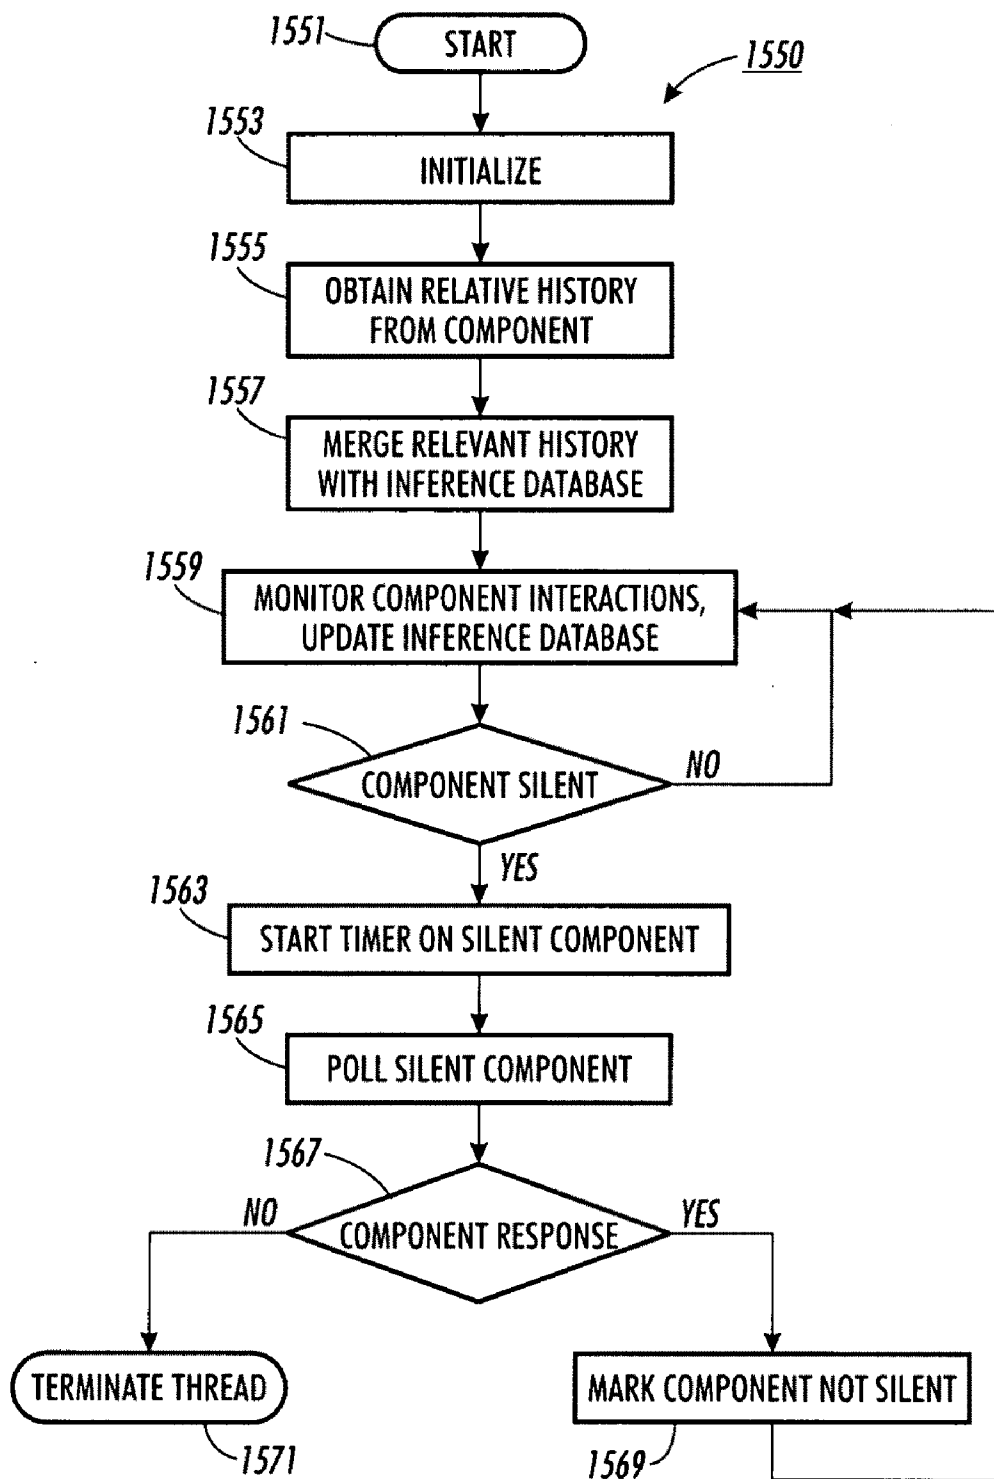 1551
START
1550
1553
INITIALIZE
1555
OBTAIN RELATIVE HISTORY
FROM COMPONENT
1557
MERGE RELEVANT HISTORY
WITH INFERENCE DATABASE
1559
MONITOR COMPONENT INTERACTIONS,
UPDATE INFERENCE DATABASE
1561
COMPONENT SILENT
NO
YES
1563
START TIMER ON SILENT COMPONENT
1565
POLL SILENT COMPONENT
1567
NO
COMPONENT RESPONSE
YES
TERMINATE THREAD
MARK COMPONENT NOT SILENT
1571
1569